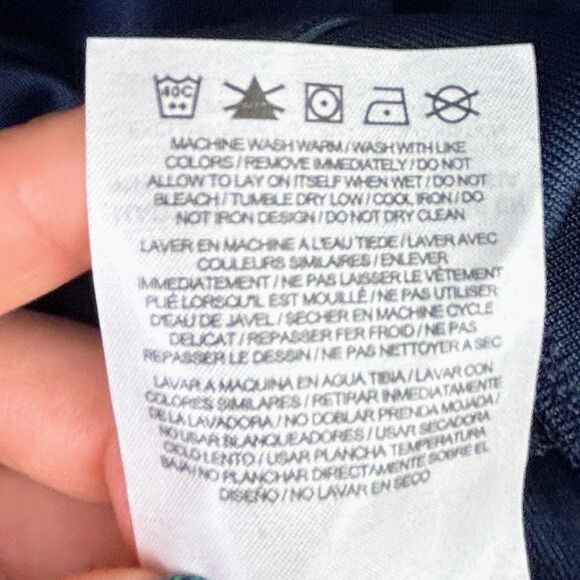 40C
MACHINE WASH WARM / WASH WITH LIKE
COLORS / REMOVE IMMEDIATELY / DO NOT
ALLOW TO LAY ON ITSELF WHEN WET / DO NOT
BLEACH / TUMBLE DRY LOW / COOL IRON / DO
NOT IRON DESIGN / DO NOT DRY CLEAN
LAVER EN MACHINE A L'EAU TIEDE / LAVER AVEC
COULEURS SIMILAIRES / ENLEVER
IMMEDIATEMENT / NE PAS LAISSER LE VÊTEMENT
PLIÉ LORSQU'IL EST MOUILLÉ / NE PAS UTILISER
D'EAU DE JAVEL / SECHER EN MACHINE CYCLE
DELICAT / REPASSER FER FROID / NE PAS
REPASSER LE DESSIN / NE PAS NETTOYER A SEC
LAVAR A MAQUINA EN AGUA TIBIA / LAVAR CON
COLORES SIMILARES / RETIRAR INMEDIATAMENTE
DE LA LAVADORA / NO DOBLAR PRENDA MOJADA /
NO USAR BLANQUEADORES / USAR SECADORA
CICLO LENTO / USAR PLANCHA TEMPERATURA
BAJA / NO PLANCHAR DIRECTAMENTE SOBRE EL
DISEÑO / NO LAVAR EN SECO